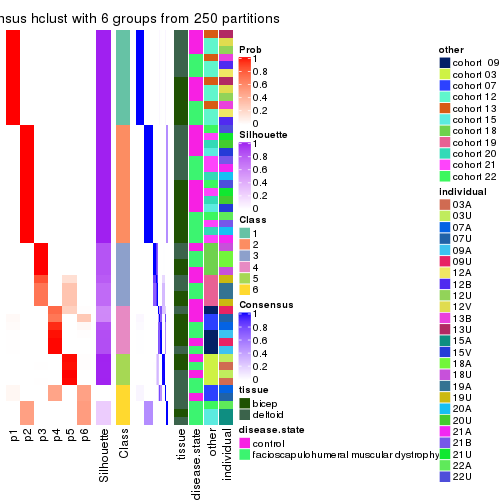 nsus hclust with 6 groups from 250 partitions
Prob
1
0.8
0.6
0.4
0.2
0
Silhouette
1
0.8
0.6
0.4
0.2
0
Class
1
2
3
4
5
6
Consensus
1
0.8
0.6
0.4
0.2
0
tissue
bicep
deltoid
disease.state
control
facioscapulohumeral muscular dystrophy
other
cohort 09
cohort 03
cohort 07
cohort 12
cohort 13
cohort 15
cohort 18
cohort 19
cohort 20
cohort 21
cohort 22
individual
03A
03U
07A
07U
09A
09U
12A
12B
12U
12V
13B
13U
15A
15V
18A
18U
19A
19U
20A
20U
21A
21B
21U
22A
22U
p1
p2
p3
p4
p5
p6
Silhouette
Class
tissue
disease.state
other
individual